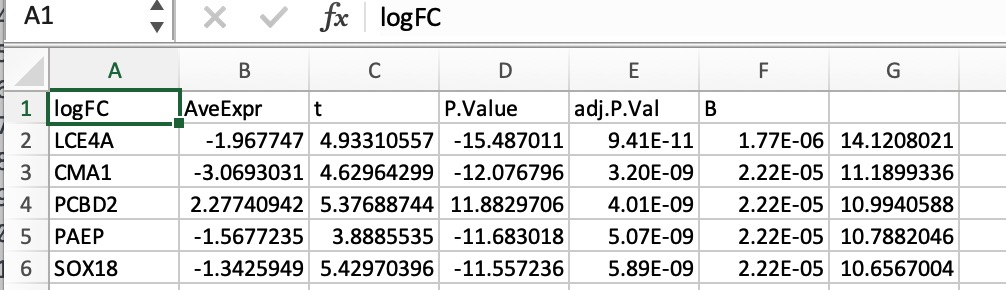 A1 fx logFC
A B C D E F G
1 logFC AveExpr t P.Value adj.P.Val B
2 LCE4A -1.967747 4.93310557 -15.487011 9.41E-11 1.77E-06 14.1208021
3 CMA1 -3.0693031 4.62964299 -12.076796 3.20E-09 2.22E-05 11.1899336
4 PCBD2 2.27740942 5.37688744 11.8829706 4.01E-09 2.22E-05 10.9940588
5 PAEP -1.5677235 3.8885535 -11.683018 5.07E-09 2.22E-05 10.7882046
6 SOX18 -1.3425949 5.42970396 -11.557236 5.89E-09 2.22E-05 10.6567004